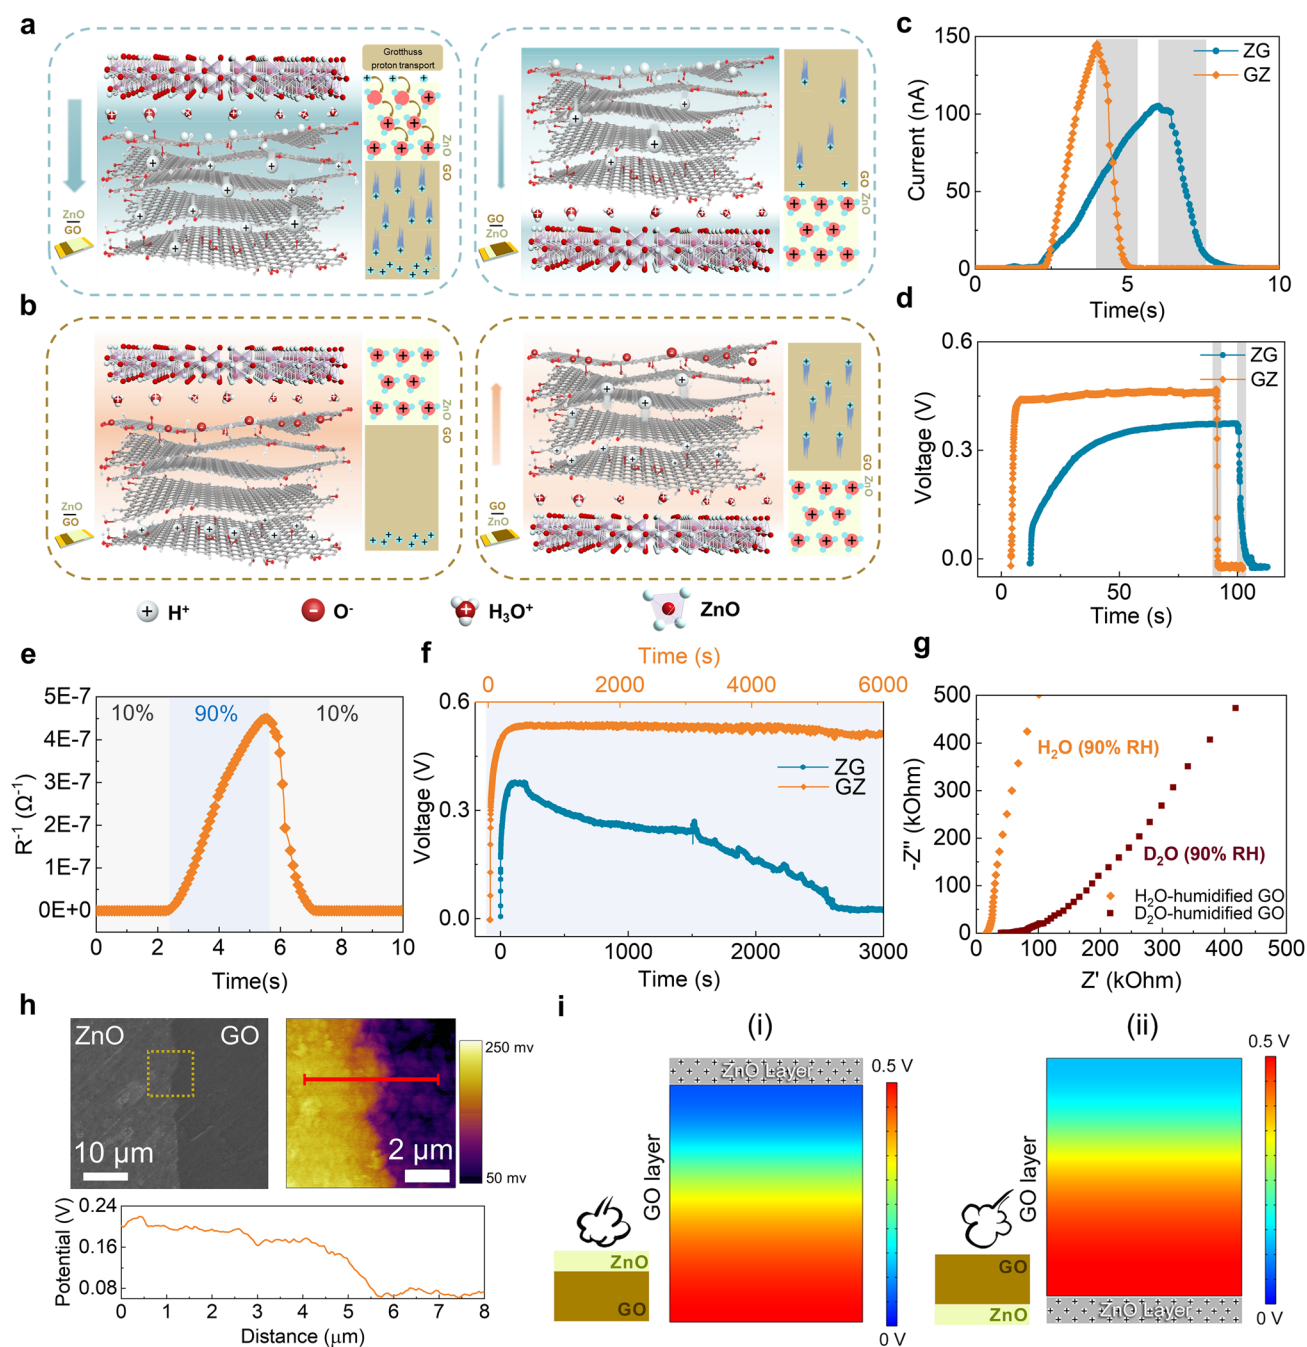 a
Grotthuss
proton transport
ZnO
GO
ZnO
GO
GO
ZnO
GO
ZnO
b
ZnO
GO
ZnO
GO
GO
ZnO
GO
ZnO
H⁺
O⁻
H₃O⁺
ZnO
c
Current (nA)
150
100
50
0
ZG
GZ
0
5
10
Time(s)
d
Voltage (V)
0.6
0.3
0.0
ZG
GZ
0
50
100
Time (s)
e
R⁻¹ (Ω⁻¹)
5E-7
4E-7
3E-7
2E-7
1E-7
0E+0
10%
90%
10%
0
2
4
6
8
10
Time(s)
f
Time (s)
0
2000
4000
6000
Voltage (V)
0.6
0.3
0.0
ZG
GZ
0
1000
2000
3000
Time (s)
g
-Z'' (kOhm)
500
400
300
200
100
0
H₂O (90% RH)
D₂O (90% RH)
H₂O-humidified GO
D₂O-humidified GO
0
100
200
300
400
500
Z' (kOhm)
h
ZnO
GO
10 μm
2 μm
250 mv
50 mv
Potential (V)
0.24
0.16
0.08
0
1
2
3
4
5
6
7
8
Distance (μm)
i
(i)
ZnO Layer
GO layer
0.5 V
0 V
ZnO
GO
(ii)
GO layer
ZnO Layer
0.5 V
0 V
GO
ZnO